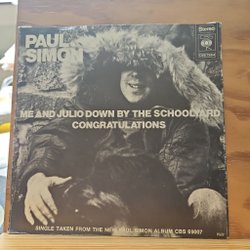 PAUL
SIMON
Stereo
CBS
ME AND JULIO DOWN BY THE SCHOOLYARD
CONGRATULATIONS
SINGLE TAKEN FROM THE NEW PAUL SIMON ALBUM CBS 69007